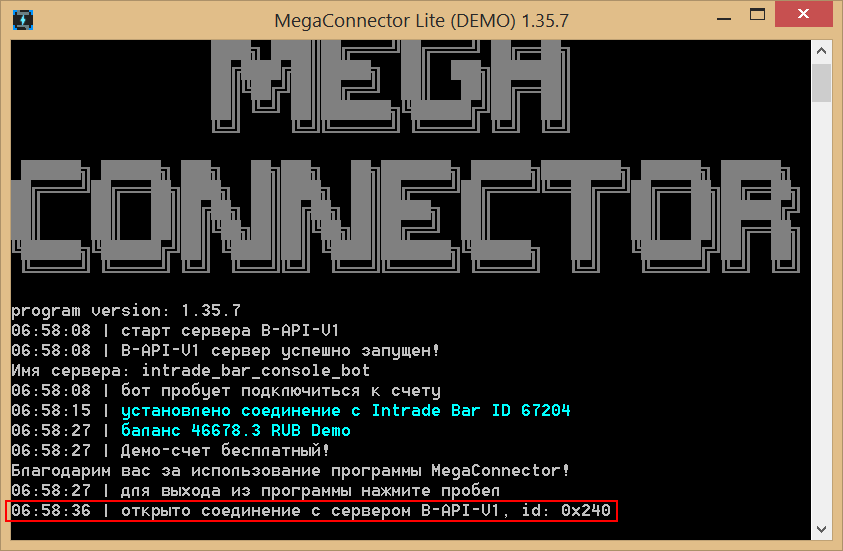 MegaConnector Lite (DEMO) 1.35.7
MEGA
CONNECTOR
program version: 1.35.7
06:58:08 | старт сервера B-API-V1
06:58:08 | B-API-V1 сервер успешно запущен!
Имя сервера: intrade_bar_console_bot
06:58:08 | бот пробует подключиться к счету
06:58:15 | установлено соединение с Intrade Bar ID 67204
06:58:27 | баланс 46678.3 RUB Demo
06:58:27 | Демо-счет бесплатный!
Благодарим вас за использование программы MegaConnector!
06:58:27 | для выхода из программы нажмите пробел
06:58:36 | открыто соединение с сервером B-API-V1, id: 0x240